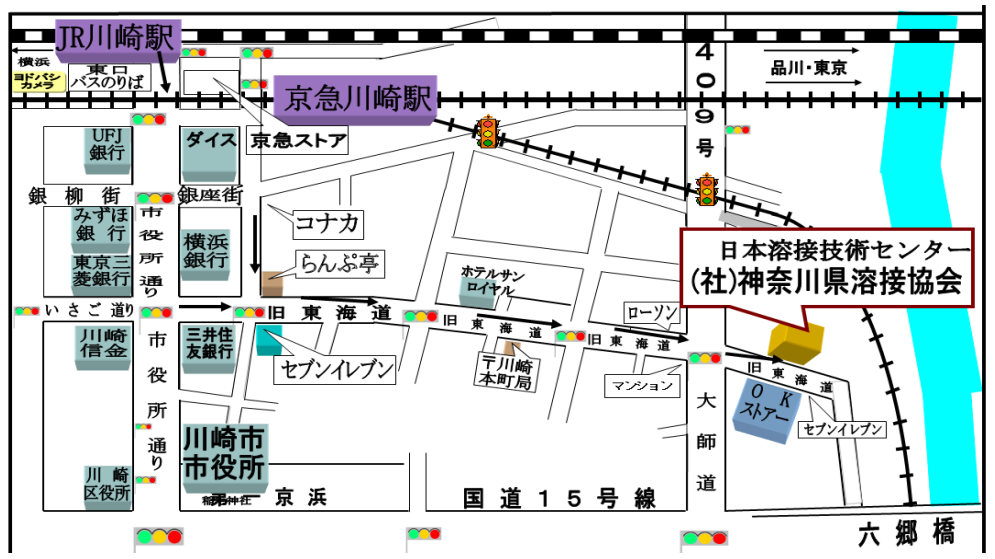 JR川崎駅
横浜
ヨドバシ
カメラ
東口
バスのりば
京急川崎駅
４０９号
品川・東京
UFJ
銀行
ダイス
京急ストア
銀柳街
銀座街
みずほ
銀行
東京三
菱銀行
市役所通り
横浜
銀行
コナカ
らんぷ亭
日本溶接技術センター
(社)神奈川県溶接協会
ホテルサン
ロイヤル
いさご通り
旧東海道
旧東海道
旧東海道
ローソン
川崎
信金
市役所通り
三井住
友銀行
セブンイレブン
〒川崎
本町局
マンション
旧東海道
OK
ストアー
セブンイレブン
大師道
川崎市
市役所
川崎
区役所
稲毛神社
第一京浜
国道１５号線
六郷橋